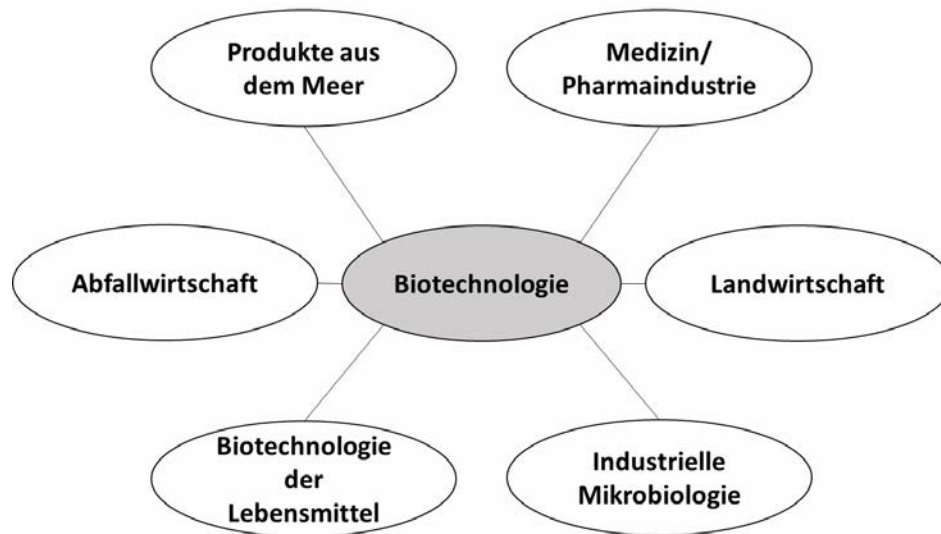 Produkte aus
dem Meer
Medizin/
Pharmaindustrie
Abfallwirtschaft
Biotechnologie
Landwirtschaft
Biotechnologie
der
Lebensmittel
Industrielle
Mikrobiologie